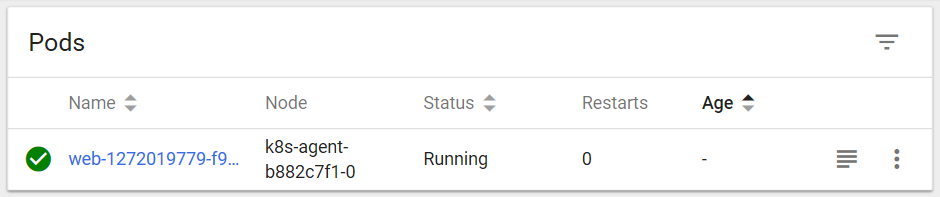 Pods
Name Node Status Restarts Age
web-1272019779-f9... k8s-agent-b882c7f1-0 Running 0 -